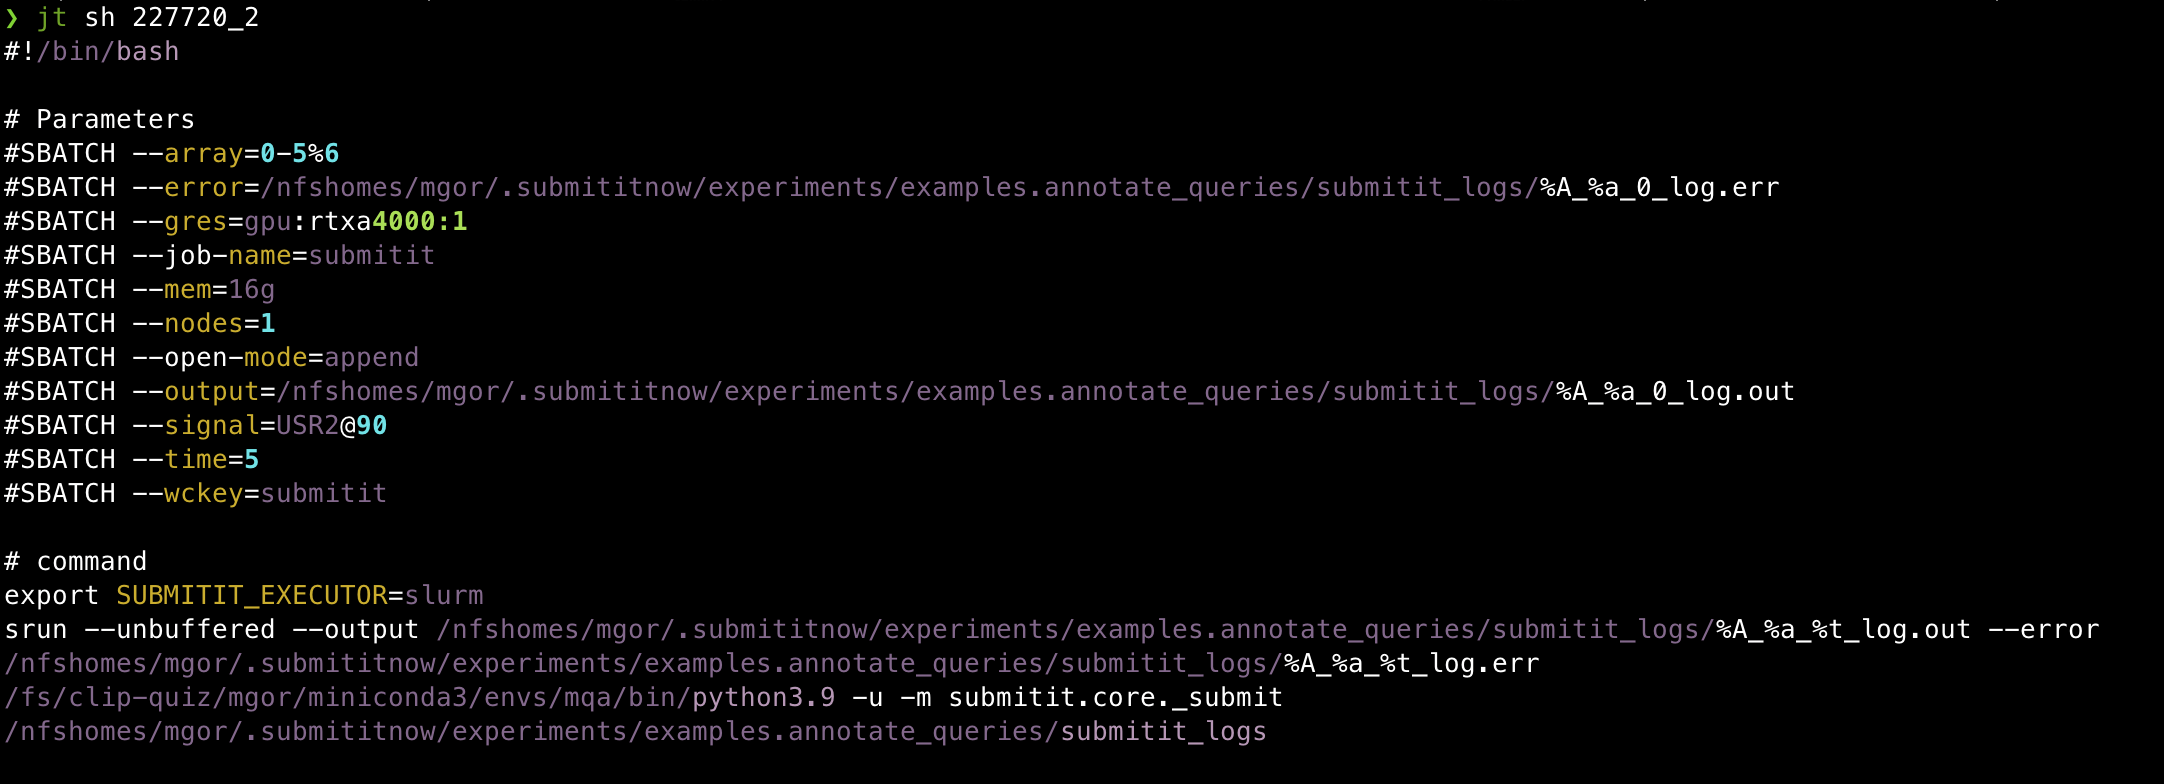 ❯ jt sh 227720_2
#!/bin/bash
# Parameters
#SBATCH --array=0-5%6
#SBATCH --error=/nfshomes/mgor/.submititnow/experiments/examples.annotate_queries/submitit_logs/%A_%a_0_log.err
#SBATCH --gres=gpu:rtxa4000:1
#SBATCH --job-name=submitit
#SBATCH --mem=16g
#SBATCH --nodes=1
#SBATCH --open-mode=append
#SBATCH --output=/nfshomes/mgor/.submititnow/experiments/examples.annotate_queries/submitit_logs/%A_%a_0_log.out
#SBATCH --signal=USR2@90
#SBATCH --time=5
#SBATCH --wckey=submitit
# command
export SUBMITIT_EXECUTOR=slurm
srun --unbuffered --output /nfshomes/mgor/.submititnow/experiments/examples.annotate_queries/submitit_logs/%A_%a_%t_log.out --error
/nfshomes/mgor/.submititnow/experiments/examples.annotate_queries/submitit_logs/%A_%a_%t_log.err
/fs/clip-quiz/mgor/miniconda3/envs/mqa/bin/python3.9 -u -m submitit.core._submit
/nfshomes/mgor/.submititnow/experiments/examples.annotate_queries/submitit_logs